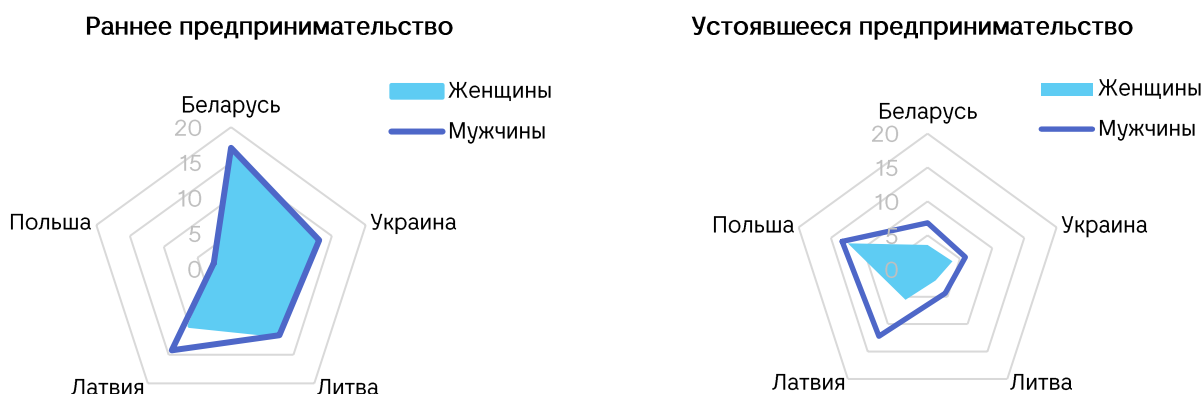 Раннее предпринимательство
Женщины
Мужчины
Беларусь
20
15
10
5
0
Польша
Украина
Латвия
Литва
Устоявшееся предпринимательство
Женщины
Мужчины
Беларусь
20
15
10
5
0
Польша
Украина
Латвия
Литва